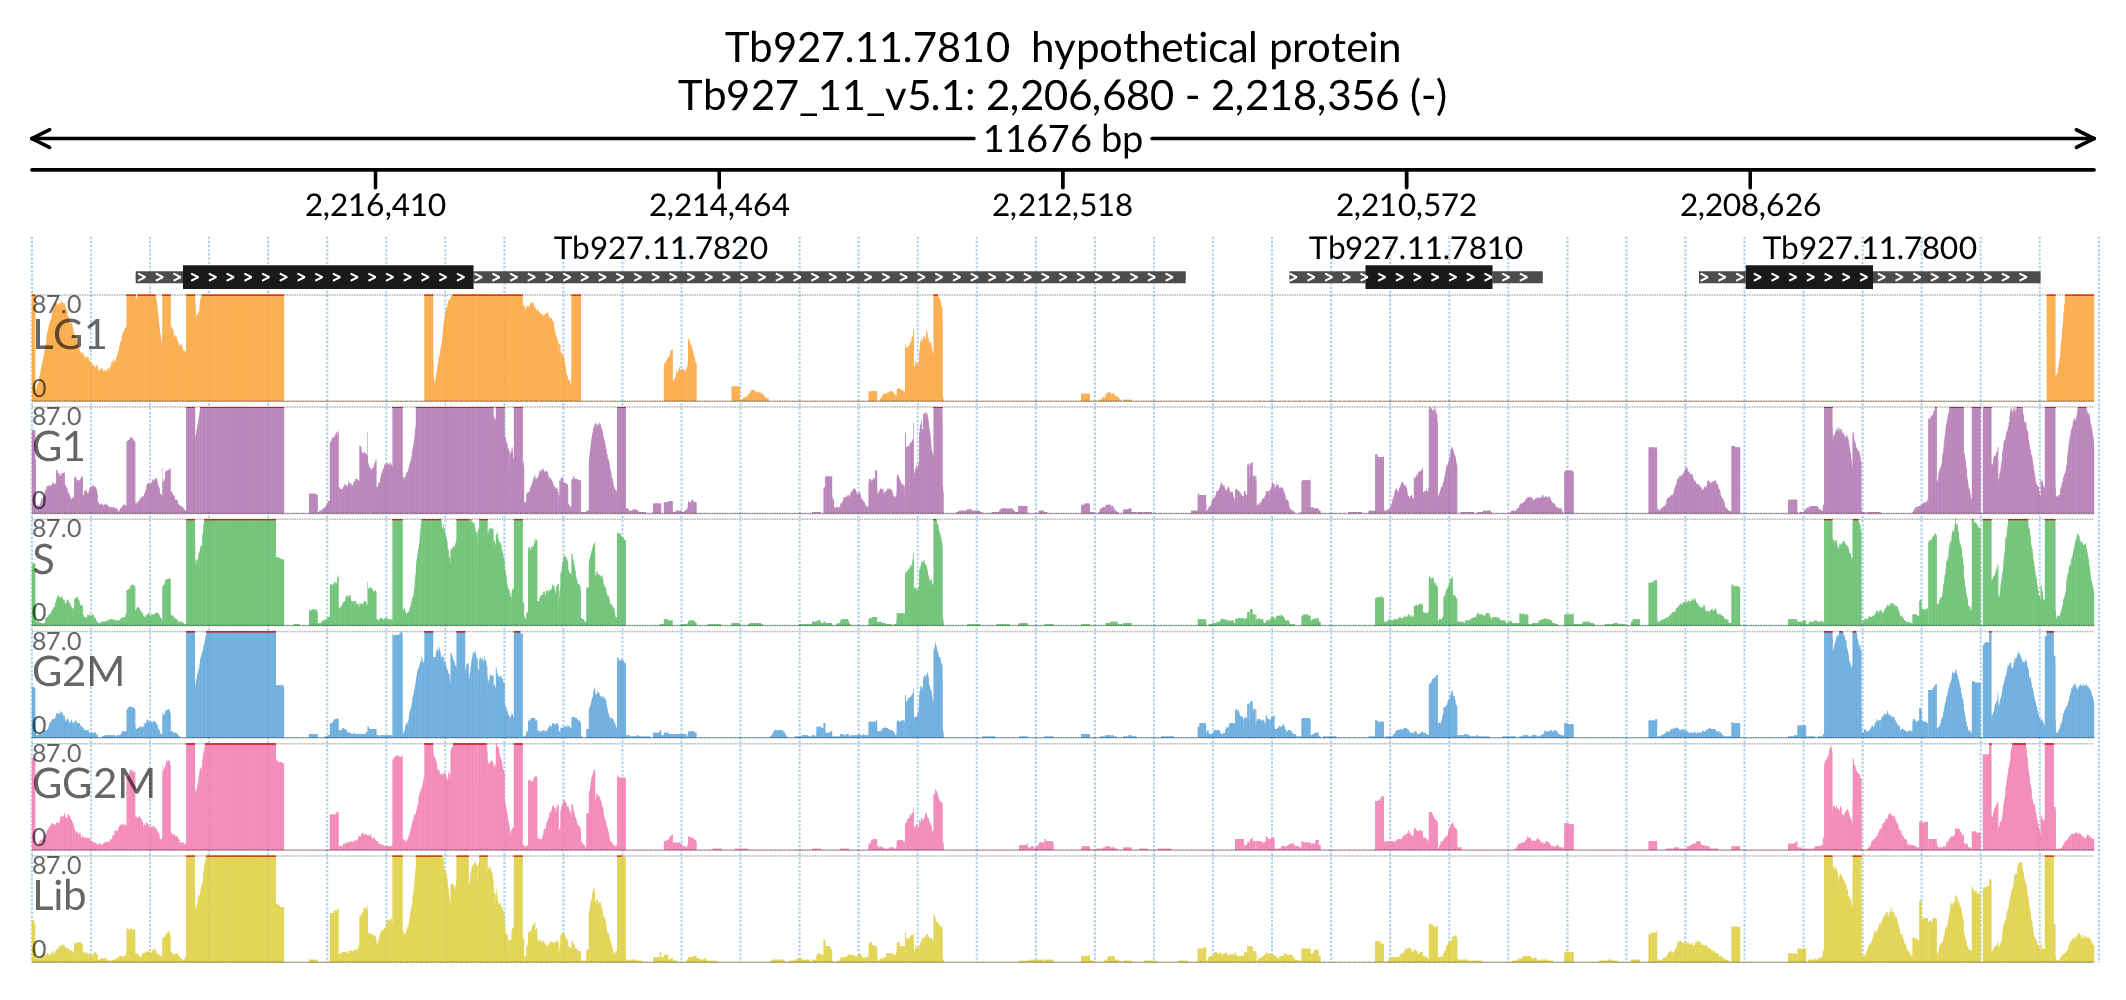 Tb927.11.7810 hypothetical protein
Tb927_11_v5.1: 2,206,680 - 2,218,356 (-)
11676 bp
2,216,410 2,214,464 2,212,518 2,210,572 2,208,626
Tb927.11.7820 Tb927.11.7810 Tb927.11.7800
87.0
LG1
0
87.0
G1
0
87.0
S
0
87.0
G2M
0
87.0
GG2M
0
87.0
Lib
0